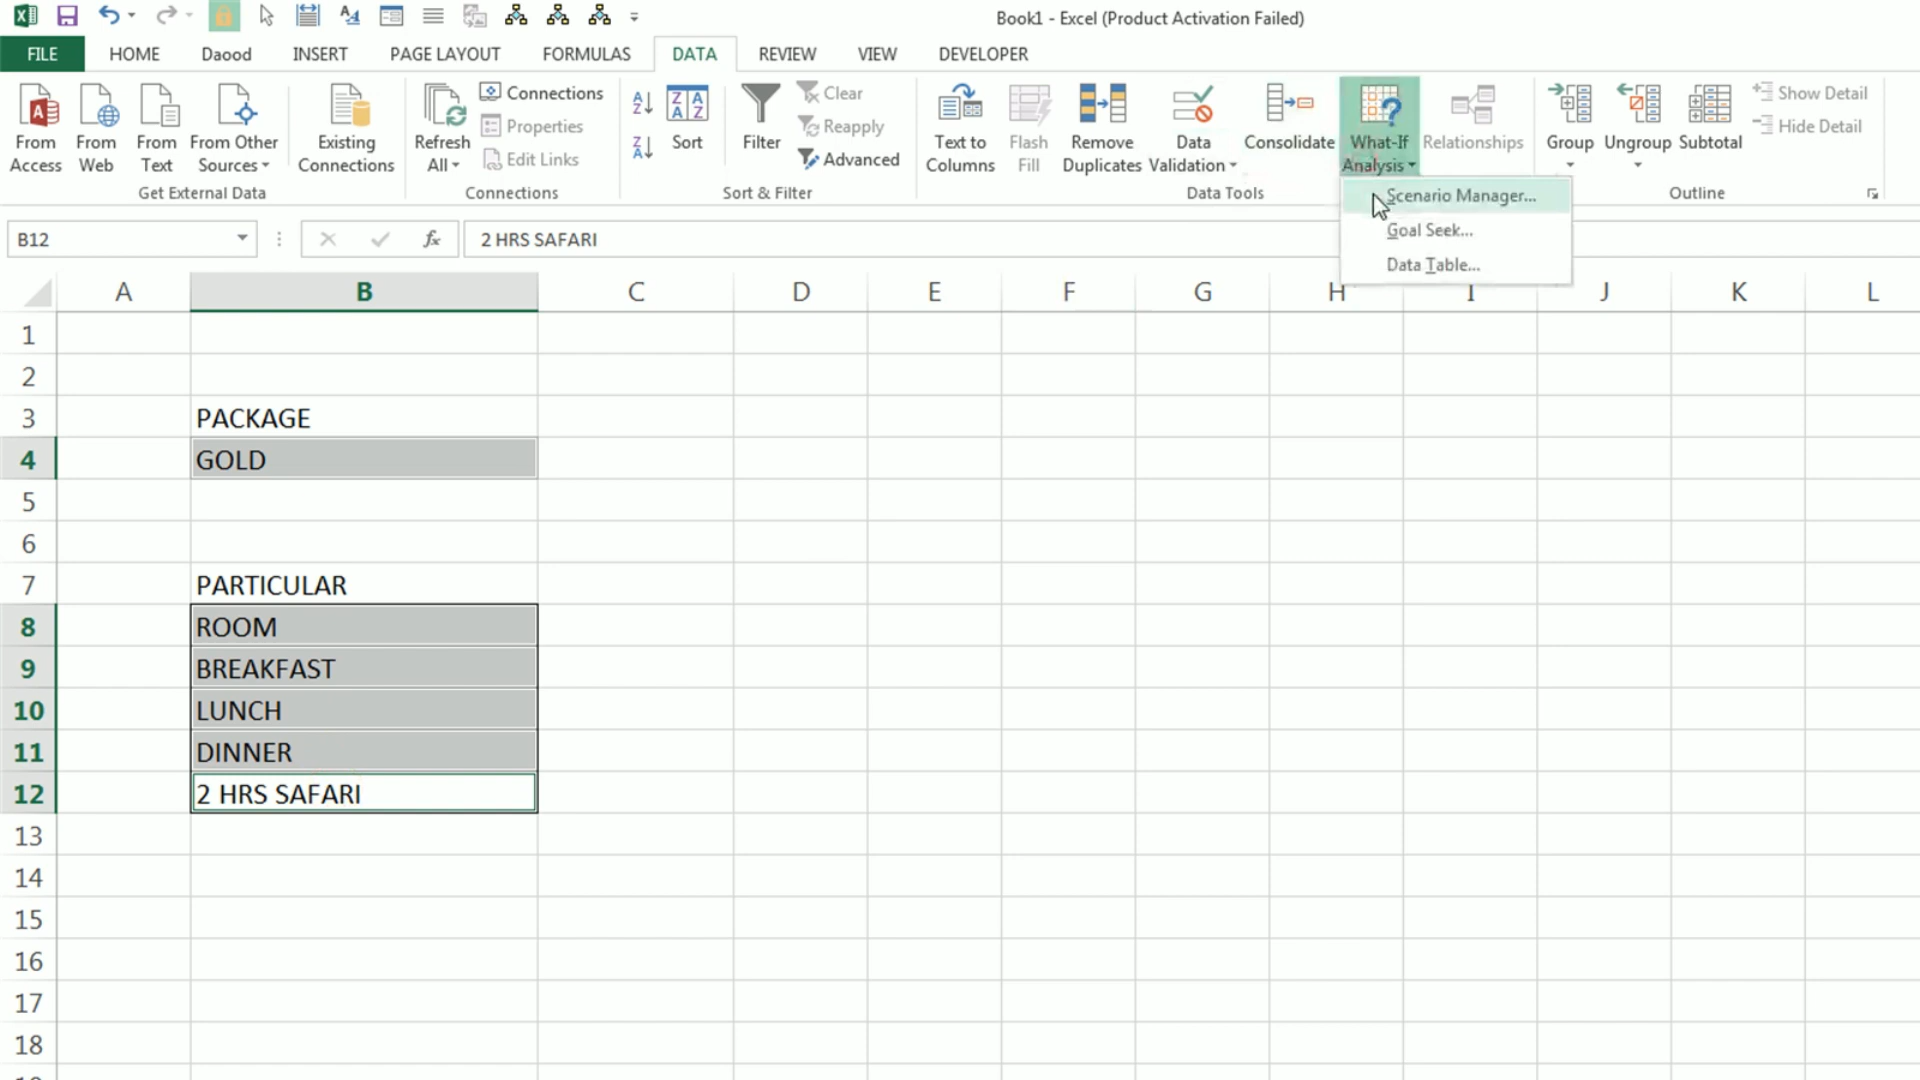 Book1 - Excel (Product Activation Failed)
FILE HOME Daood INSERT PAGE LAYOUT FORMULAS DATA REVIEW VIEW DEVELOPER
From Access
From Web
From Text
From Other Sources
Get External Data
Existing Connections
Refresh All
Connections
Properties
Edit Links
Connections
Sort
Filter
Clear
Reapply
Advanced
Sort & Filter
Text to Columns
Flash Fill
Remove Duplicates
Data Validation
Consolidate
What-If Analysis
Relationships
Data Tools
Group
Ungroup
Subtotal
Show Detail
Hide Detail
Outline
Scenario Manager...
Goal Seek...
Data Table...
B12 fx 2 HRS SAFARI
A B C D E F G H I J K L
1
2
3 PACKAGE
4 GOLD
5
6
7 PARTICULAR
8 ROOM
9 BREAKFAST
10 LUNCH
11 DINNER
12 2 HRS SAFARI
13
14
15
16
17
18